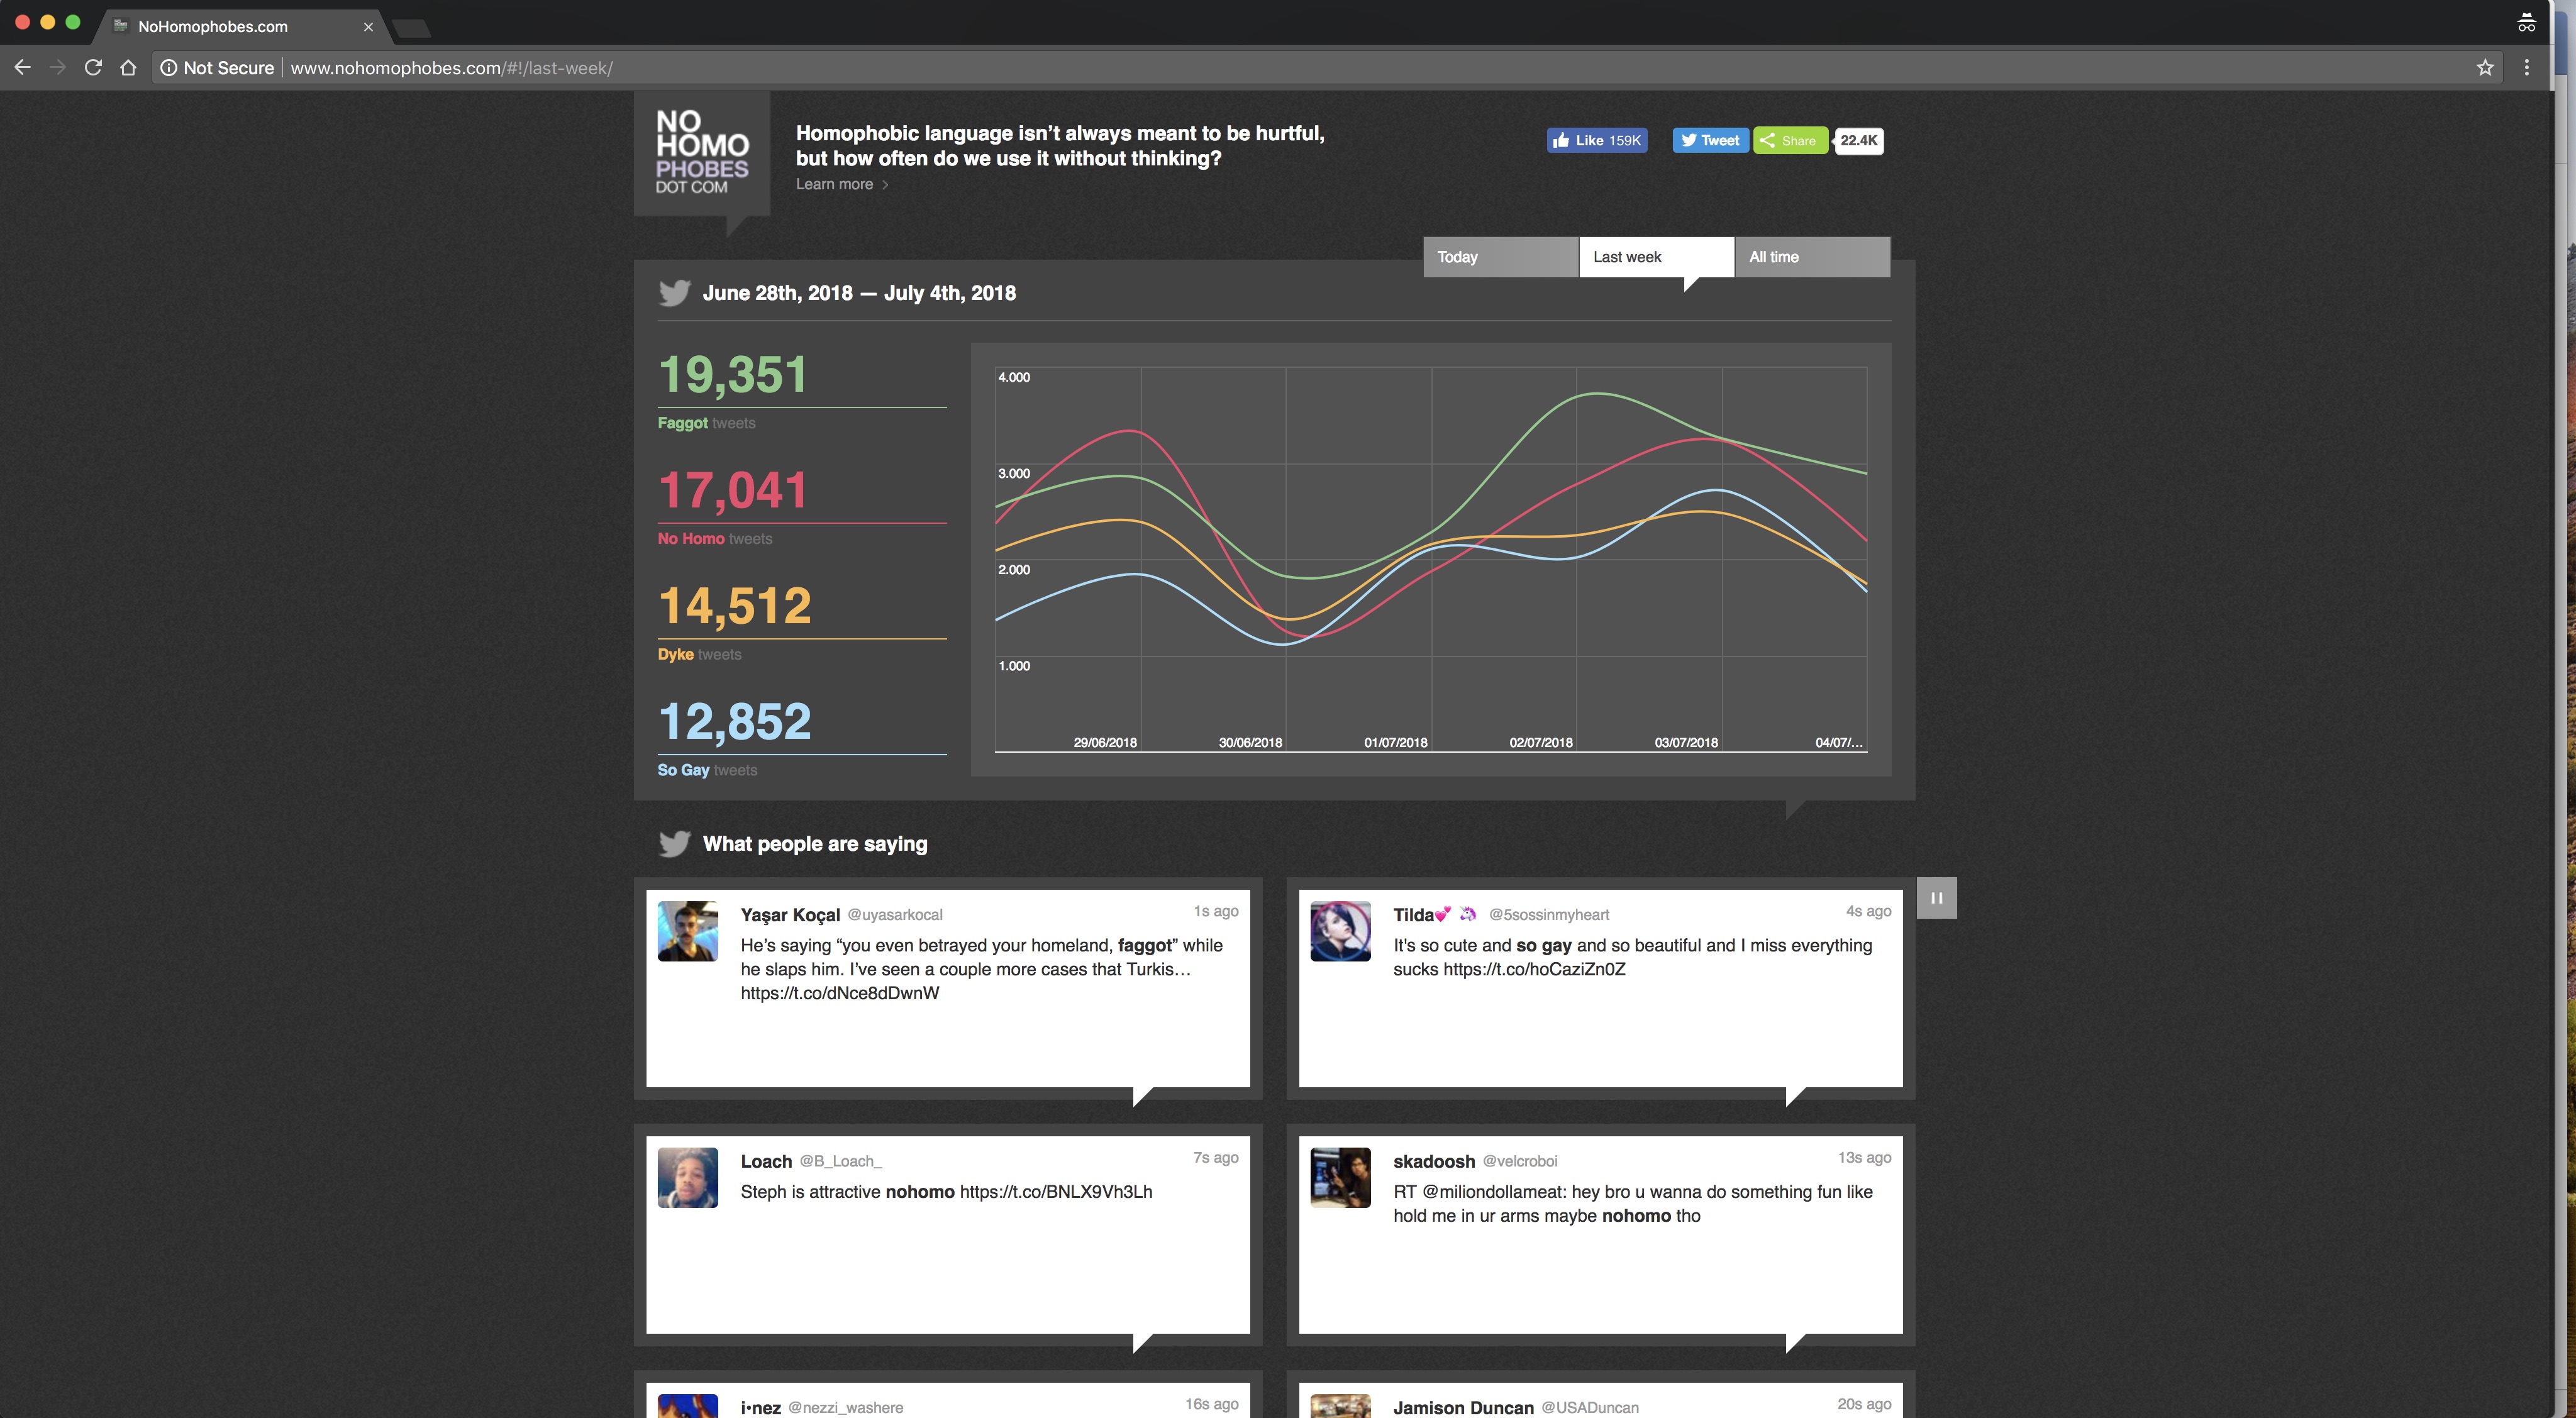 NoHomophobes.com
Not Secure www.nohomophobes.com/#!/last-week/
NO
HOMO
PHOBES
DOT COM
Homophobic language isn’t always meant to be hurtful,
but how often do we use it without thinking?
Learn more
Like 159K
Tweet
Share
22.4K
Today
Last week
All time
June 28th, 2018 — July 4th, 2018
19,351
Faggot tweets
17,041
No Homo tweets
14,512
Dyke tweets
12,852
So Gay tweets
4.000
3.000
2.000
1.000
29/06/2018
30/06/2018
01/07/2018
02/07/2018
03/07/2018
04/07/...
What people are saying
Yaşar Koçal @uyasarkocal 1s ago
He’s saying “you even betrayed your homeland, faggot” while
he slaps him. I’ve seen a couple more cases that Turkis…
https://t.co/dNce8dDwnW
Tilda💕 🦄 @5sossinmyheart 4s ago
It's so cute and so gay and so beautiful and I miss everything
sucks https://t.co/hoCaziZn0Z
Loach @B_Loach_ 7s ago
Steph is attractive nohomo https://t.co/BNLX9Vh3Lh
skadoosh @velcroboi 13s ago
RT @miliondollameat: hey bro u wanna do something fun like
hold me in ur arms maybe nohomo tho
i•nez @nezzi_washere 16s ago
Jamison Duncan @USADuncan 20s ago